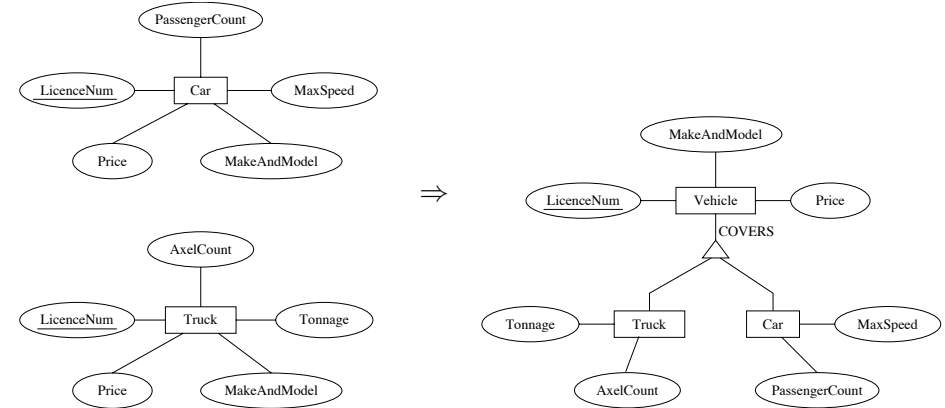 PassengerCount
LicenceNum
Car
MaxSpeed
Price
MakeAndModel
AxelCount
LicenceNum
Truck
Tonnage
Price
MakeAndModel
⇒
MakeAndModel
LicenceNum
Vehicle
Price
COVERS
Tonnage
Truck
Car
MaxSpeed
AxelCount
PassengerCount